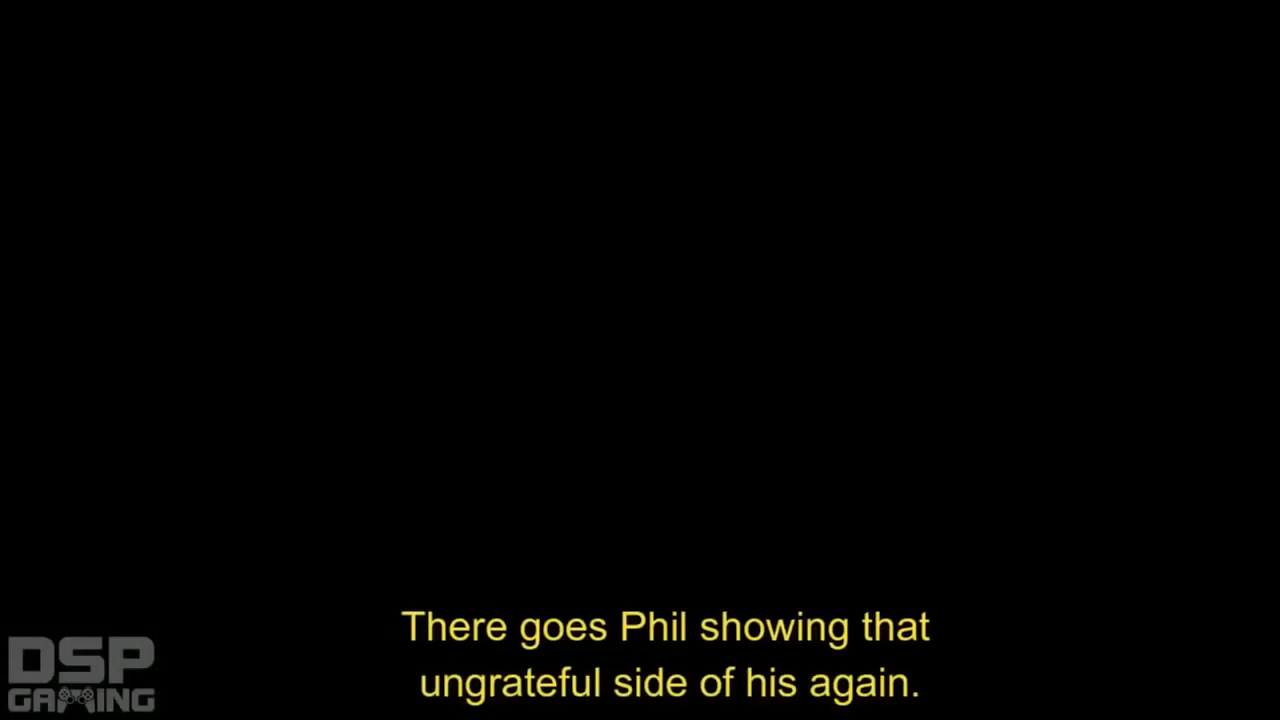 There goes Phil showing that
ungrateful side of his again.
DSP
GAMING